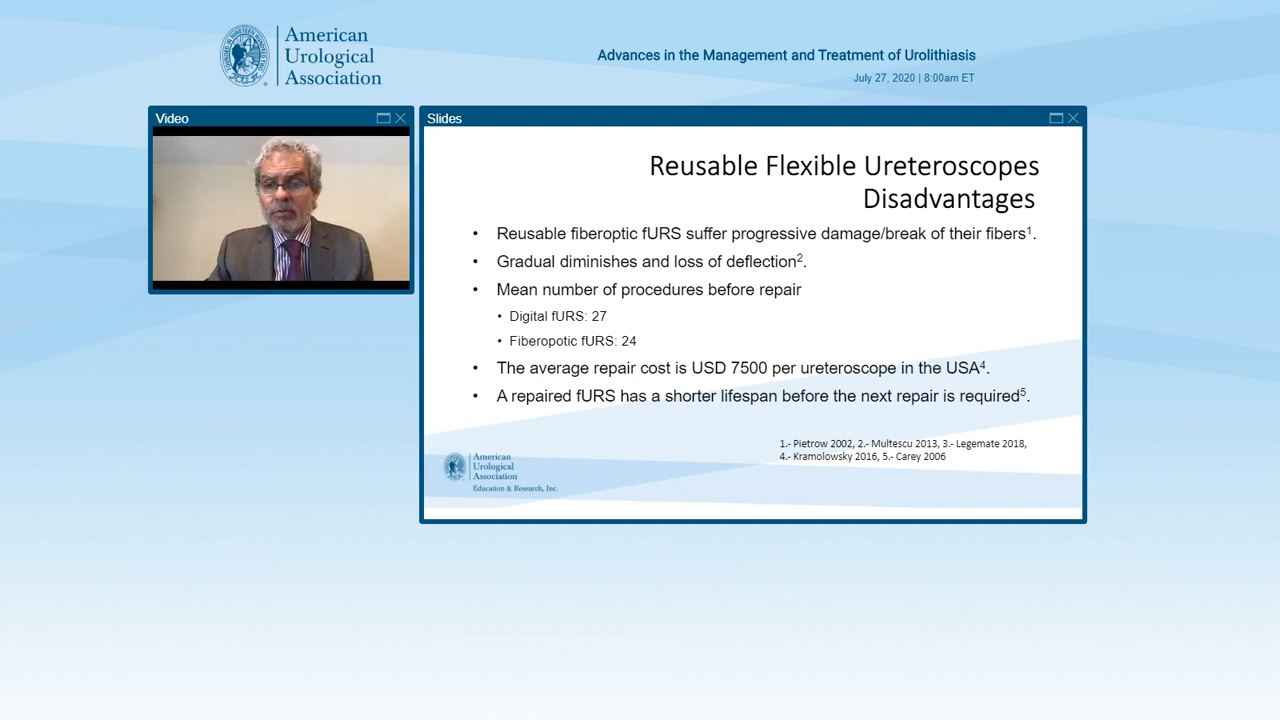 American
Urological
Association
Advances in the Management and Treatment of Urolithiasis
July 27, 2020 | 8:00am ET
Video
Slides
Reusable Flexible Ureteroscopes
Disadvantages
• Reusable fiberoptic fURS suffer progressive damage/break of their fibers¹.
• Gradual diminishes and loss of deflection².
• Mean number of procedures before repair
• Digital fURS: 27
• Fiberopotic fURS: 24
• The average repair cost is USD 7500 per ureteroscope in the USA⁴.
• A repaired fURS has a shorter lifespan before the next repair is required⁵.
1.- Pietrow 2002, 2.- Multescu 2013, 3.- Legemate 2018,
4.- Kramolowsky 2016, 5.- Carey 2006
American
Urological
Association
Education & Research, Inc.